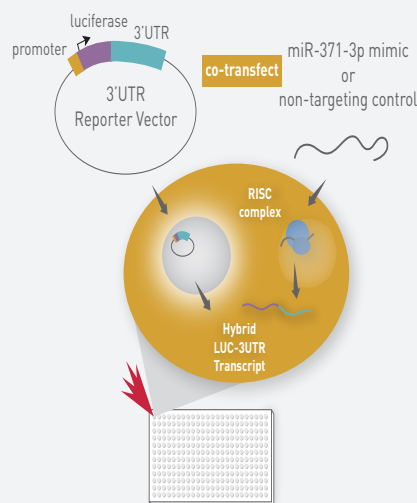 luciferase
promoter
3'UTR
3'UTR
Reporter Vector
co-transfect
miR-371-3p mimic
or
non-targeting control
RISC
complex
Hybrid
LUC-3UTR
Transcript